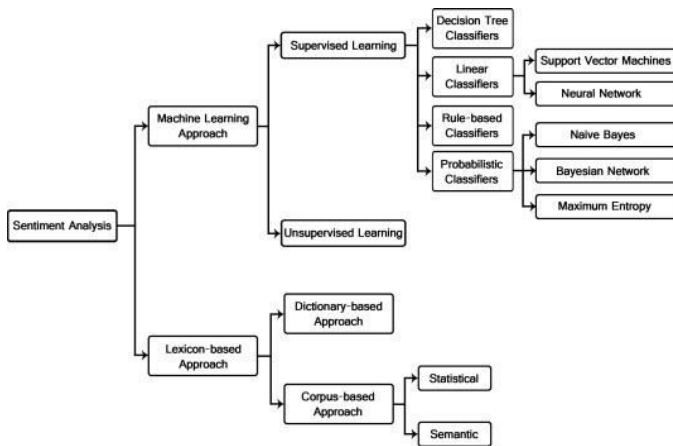 Decision Tree
Classifiers
Supervised Learning
Linear
Classifiers
Support Vector Machines
Neural Network
Machine Learning
Approach
Rule-based
Classifiers
Naive Bayes
Probabilistic
Classifiers
Bayesian Network
Maximum Entropy
Sentiment Analysis
Unsupervised Learning
Dictionary-based
Approach
Lexicon-based
Approach
Statistical
Corpus-based
Approach
Semantic